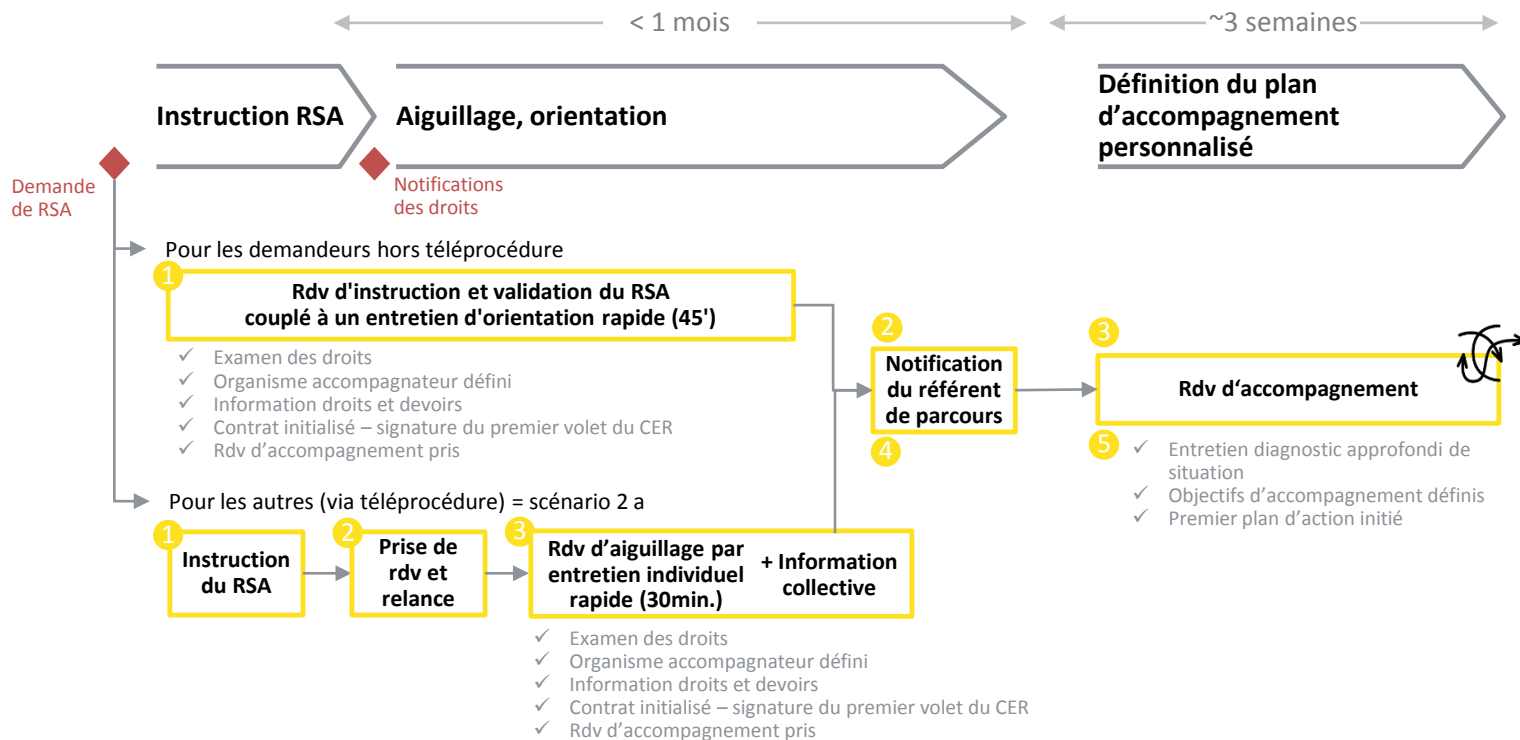 < 1 mois
~3 semaines
Instruction RSA
Aiguillage, orientation
Définition du plan
d’accompagnement
personnalisé
Demande
de RSA
Notifications
des droits
Pour les demandeurs hors téléprocédure
1
Rdv d'instruction et validation du RSA
couplé à un entretien d'orientation rapide (45')
✓ Examen des droits
✓ Organisme accompagnateur défini
✓ Information droits et devoirs
✓ Contrat initialisé – signature du premier volet du CER
✓ Rdv d’accompagnement pris
2
Notification
du référent
de parcours
4
3
Rdv d‘accompagnement
5
✓ Entretien diagnostic approfondi de
situation
✓ Objectifs d’accompagnement définis
✓ Premier plan d’action initié
Pour les autres (via téléprocédure) = scénario 2 a
1
Instruction
du RSA
2
Prise de
rdv et
relance
3
Rdv d’aiguillage par
entretien individuel
rapide (30min.)
+ Information
collective
✓ Examen des droits
✓ Organisme accompagnateur défini
✓ Information droits et devoirs
✓ Contrat initialisé – signature du premier volet du CER
✓ Rdv d’accompagnement pris